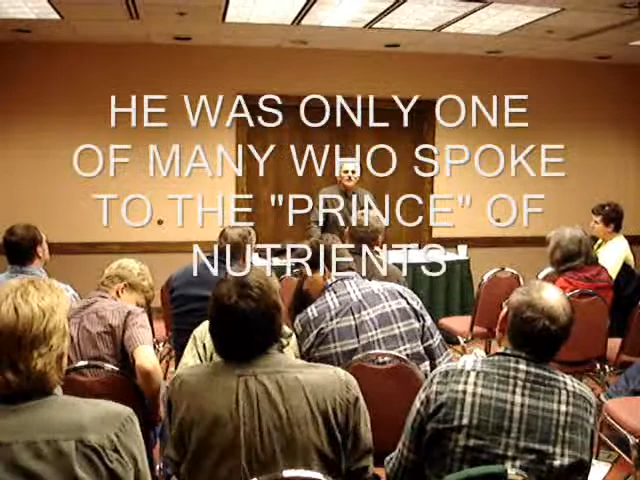 HE WAS ONLY ONE
OF MANY WHO SPOKE
TO THE "PRINCE" OF
NUTRIENTS